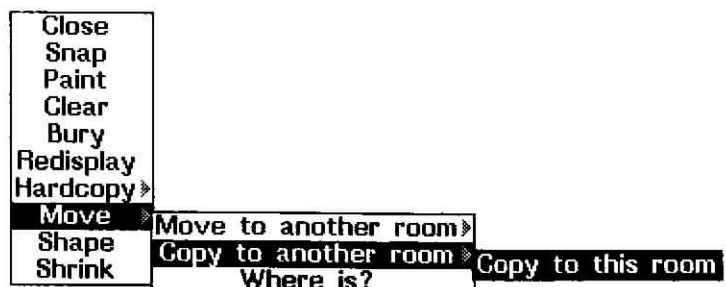 Close
Snap
Paint
Clear
Bury
Redisplay
Hardcopy
Move
Shape
Shrink
Move to another room
Copy to another room
Where is?
Copy to this room